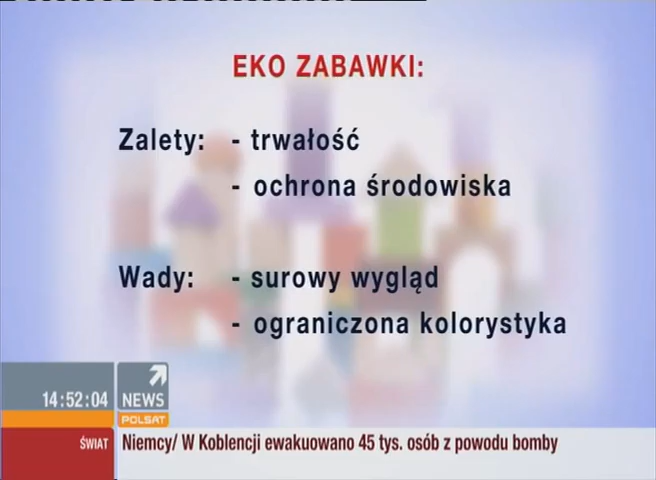 EKO ZABAWKI:
Zalety: - trwałość
- ochrona środowiska
Wady: - surowy wygląd
- ograniczona kolorystyka
14:52:04
NEWS
POLSAT
ŚWIAT
Niemcy/ W Koblencji ewakuowano 45 tys. osób z powodu bomby